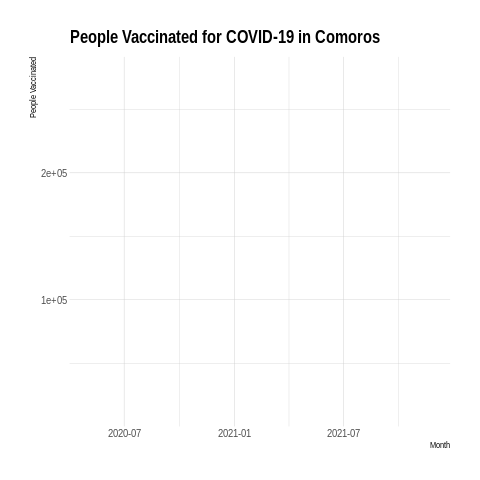 People Vaccinated for COVID-19 in Comoros
People Vaccinated
2e+05
1e+05
2020-07 2021-01 2021-07
Month